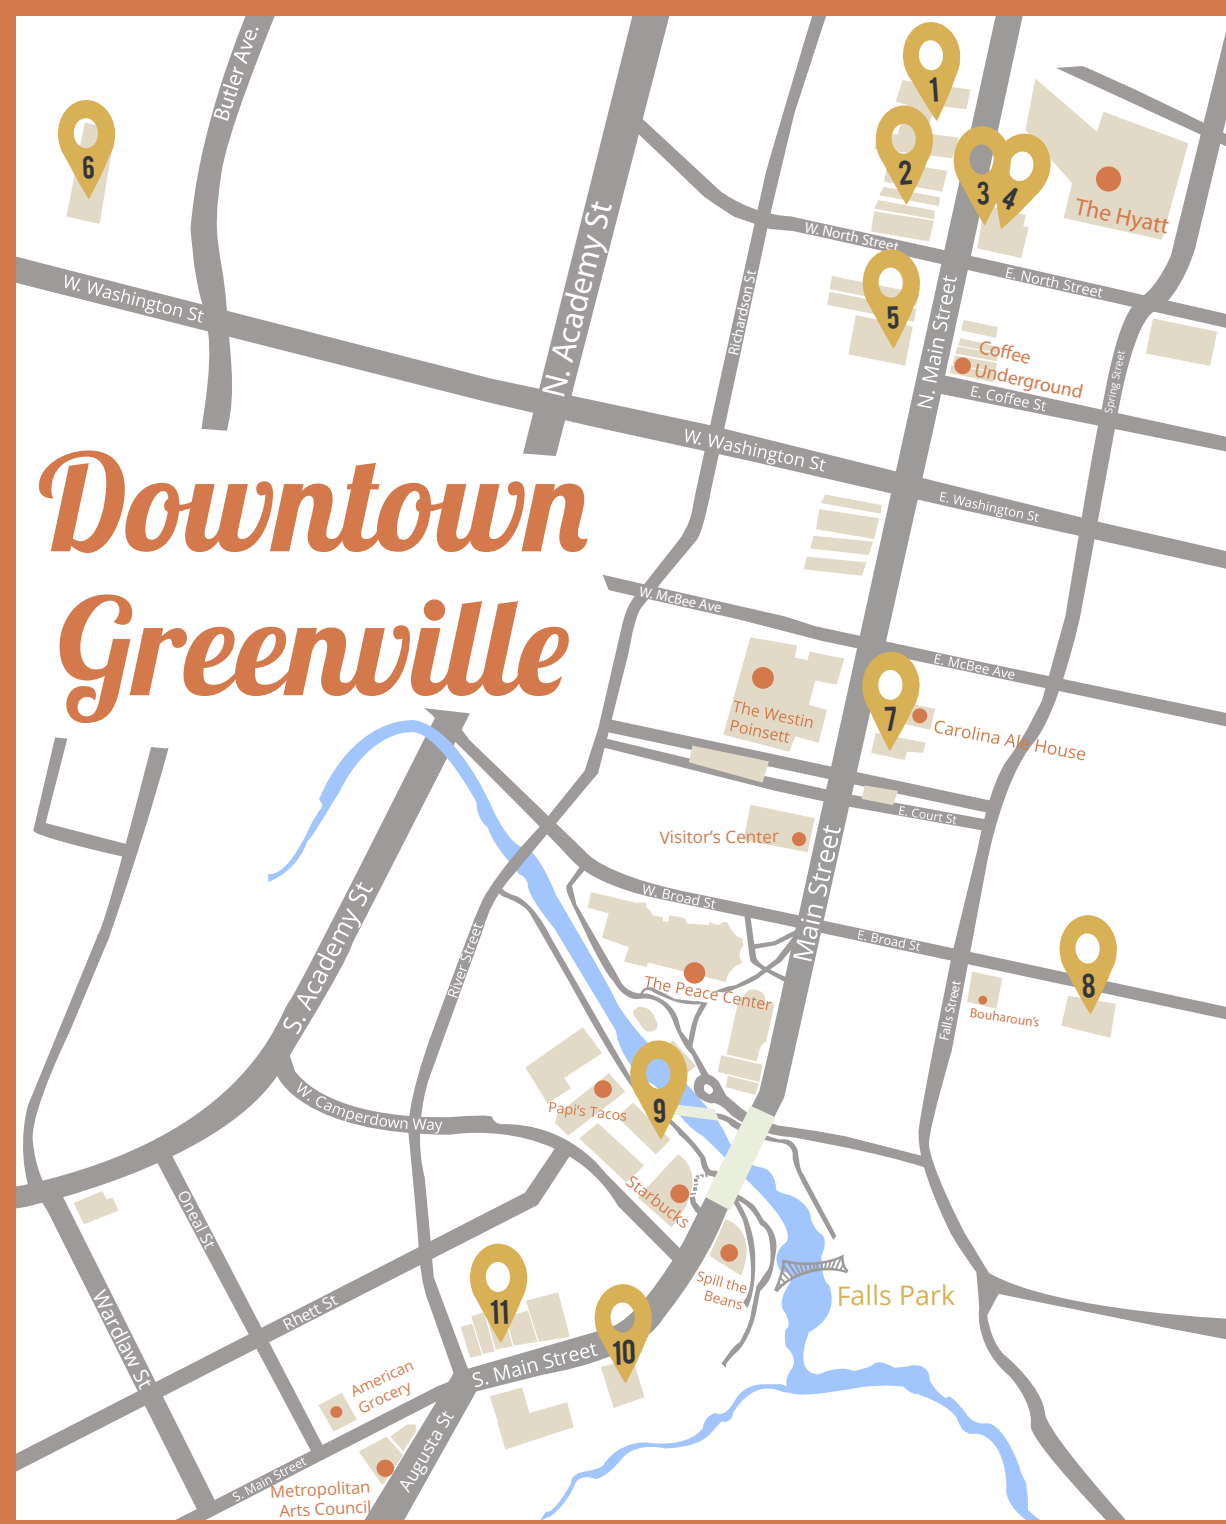 Butler Ave.
1
6
2
3
4
The Hyatt
N. Academy St
W. North Street
E. North Street
W. Washington St
Richardson St
5
N. Main Street
Coffee
Underground
E. Coffee St
Spring Street
W. Washington St
Downtown
Greenville
E. Washington St
W. McBee Ave
E. McBee Ave
The Westin
Poinsett
7
Carolina Ale House
E. Court St
Visitor's Center
Main Street
W. Broad St
E. Broad St
S. Academy St
River Street
The Peace Center
8
Falls Street
Bouharoun's
W. Camperdown Way
Papi's Tacos
9
Starbucks
Oneal St
Spill the
Beans
Falls Park
Wardlaw St
Rhett St
11
10
S. Main Street
American
Grocery
Augusta St
S. Main Street
Metropolitan
Arts Council